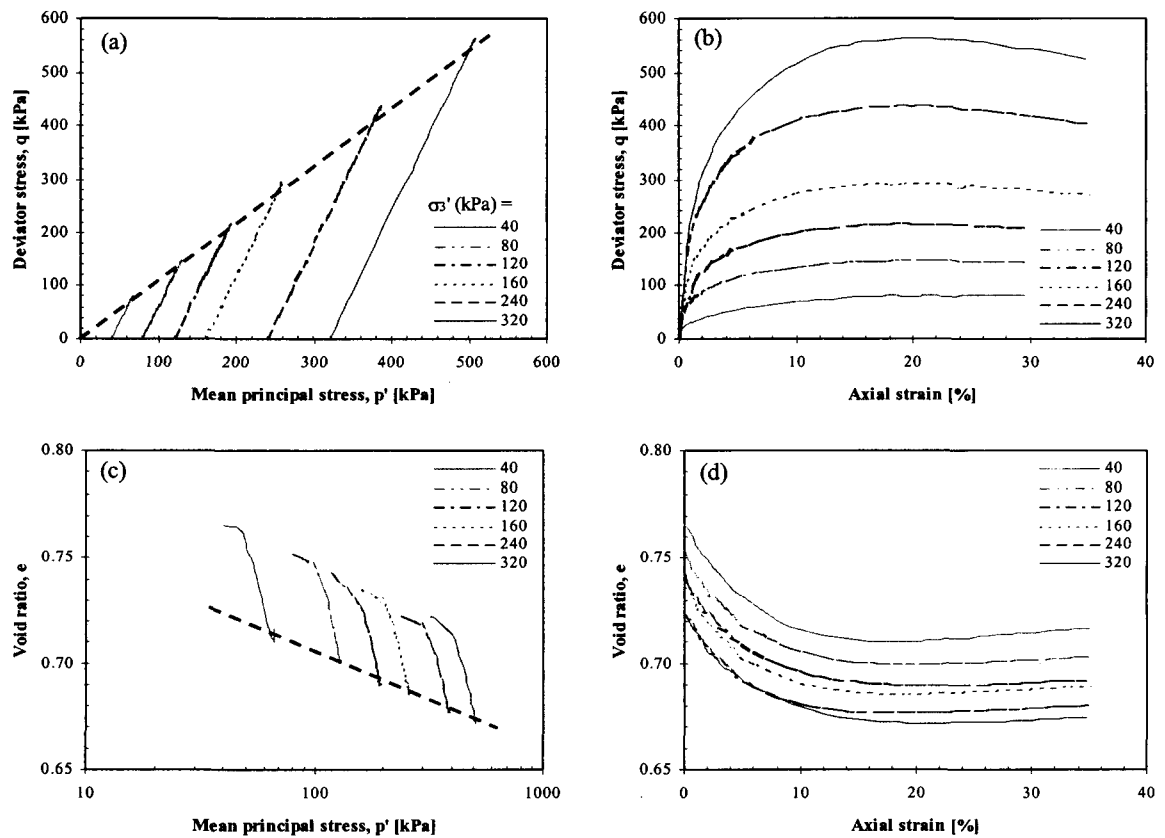 (a)
600
500
400
300
200
100
0
Deviator stress, q [kPa]
σ3' (kPa) =
40
80
120
160
240
320
0 100 200 300 400 500 600
Mean principal stress, p' [kPa]
(b)
600
500
400
300
200
100
0
Deviator stress, q [kPa]
40
80
120
160
240
320
0 10 20 30 40
Axial strain [%]
(c)
0.80
0.75
0.70
0.65
Void ratio, e
40
80
120
160
240
320
10 100 1000
Mean principal stress, p' [kPa]
(d)
0.80
0.75
0.70
0.65
Void ratio, e
40
80
120
160
240
320
0 10 20 30 40
Axial strain [%]